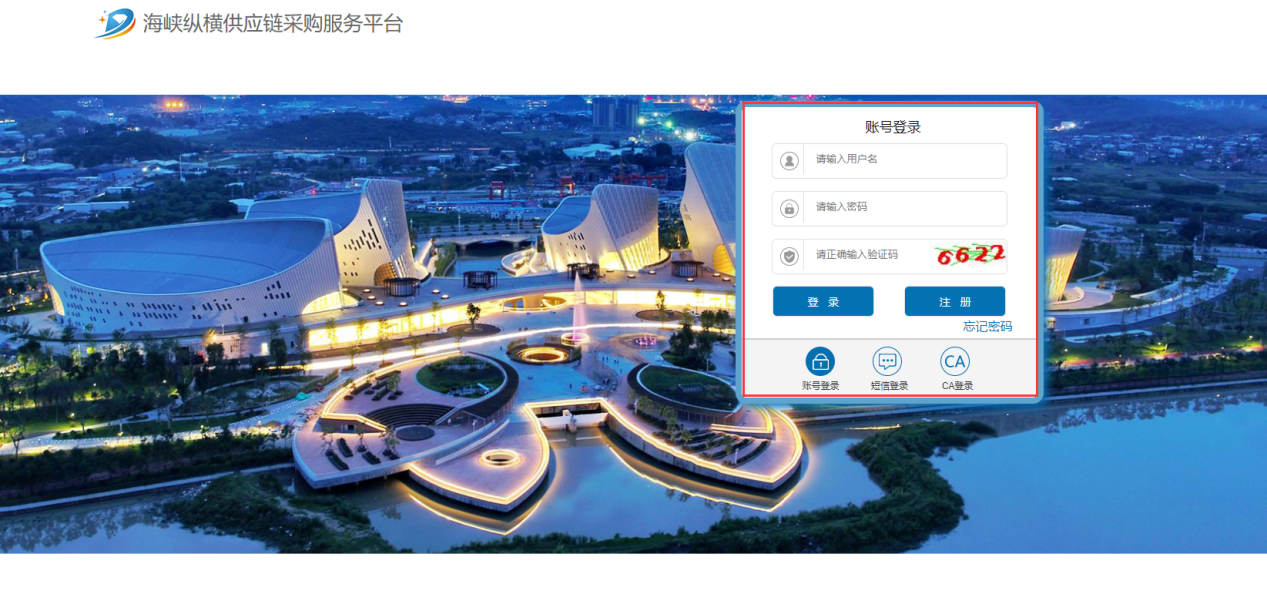 海峡纵横供应链采购服务平台
账号登录
请输入用户名
请输入密码
请正确输入验证码 6622
登 录 注 册
忘记密码
CA
账号登录 短信登录 CA登录